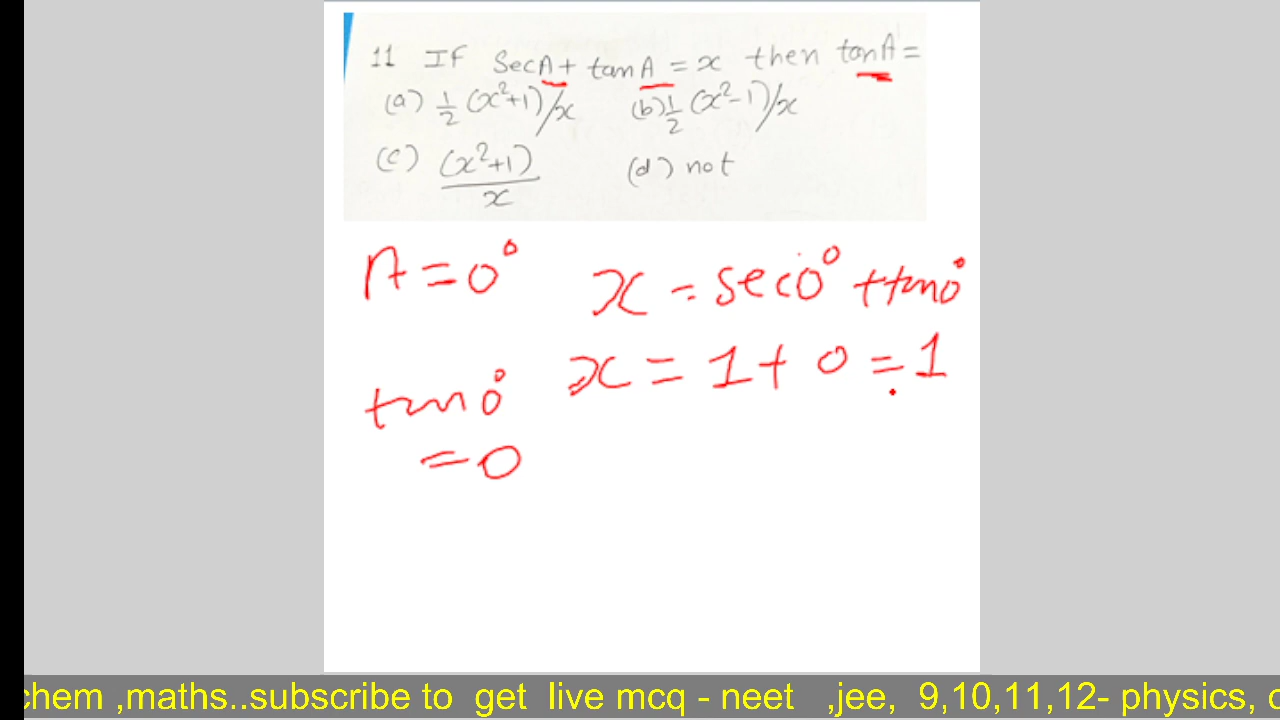 11 If SecA + tanA = x then tanA =
(a) 1/2 (x²+1)/x (b) 1/2 (x²-1)/x
(c) (x²+1)/x (d) not
A = 0° x = sec0° + tan0°
x = 1 + 0 = 1
tan0°
= 0
chem ,maths..subscribe to get live mcq - neet ,jee, 9,10,11,12- physics, c